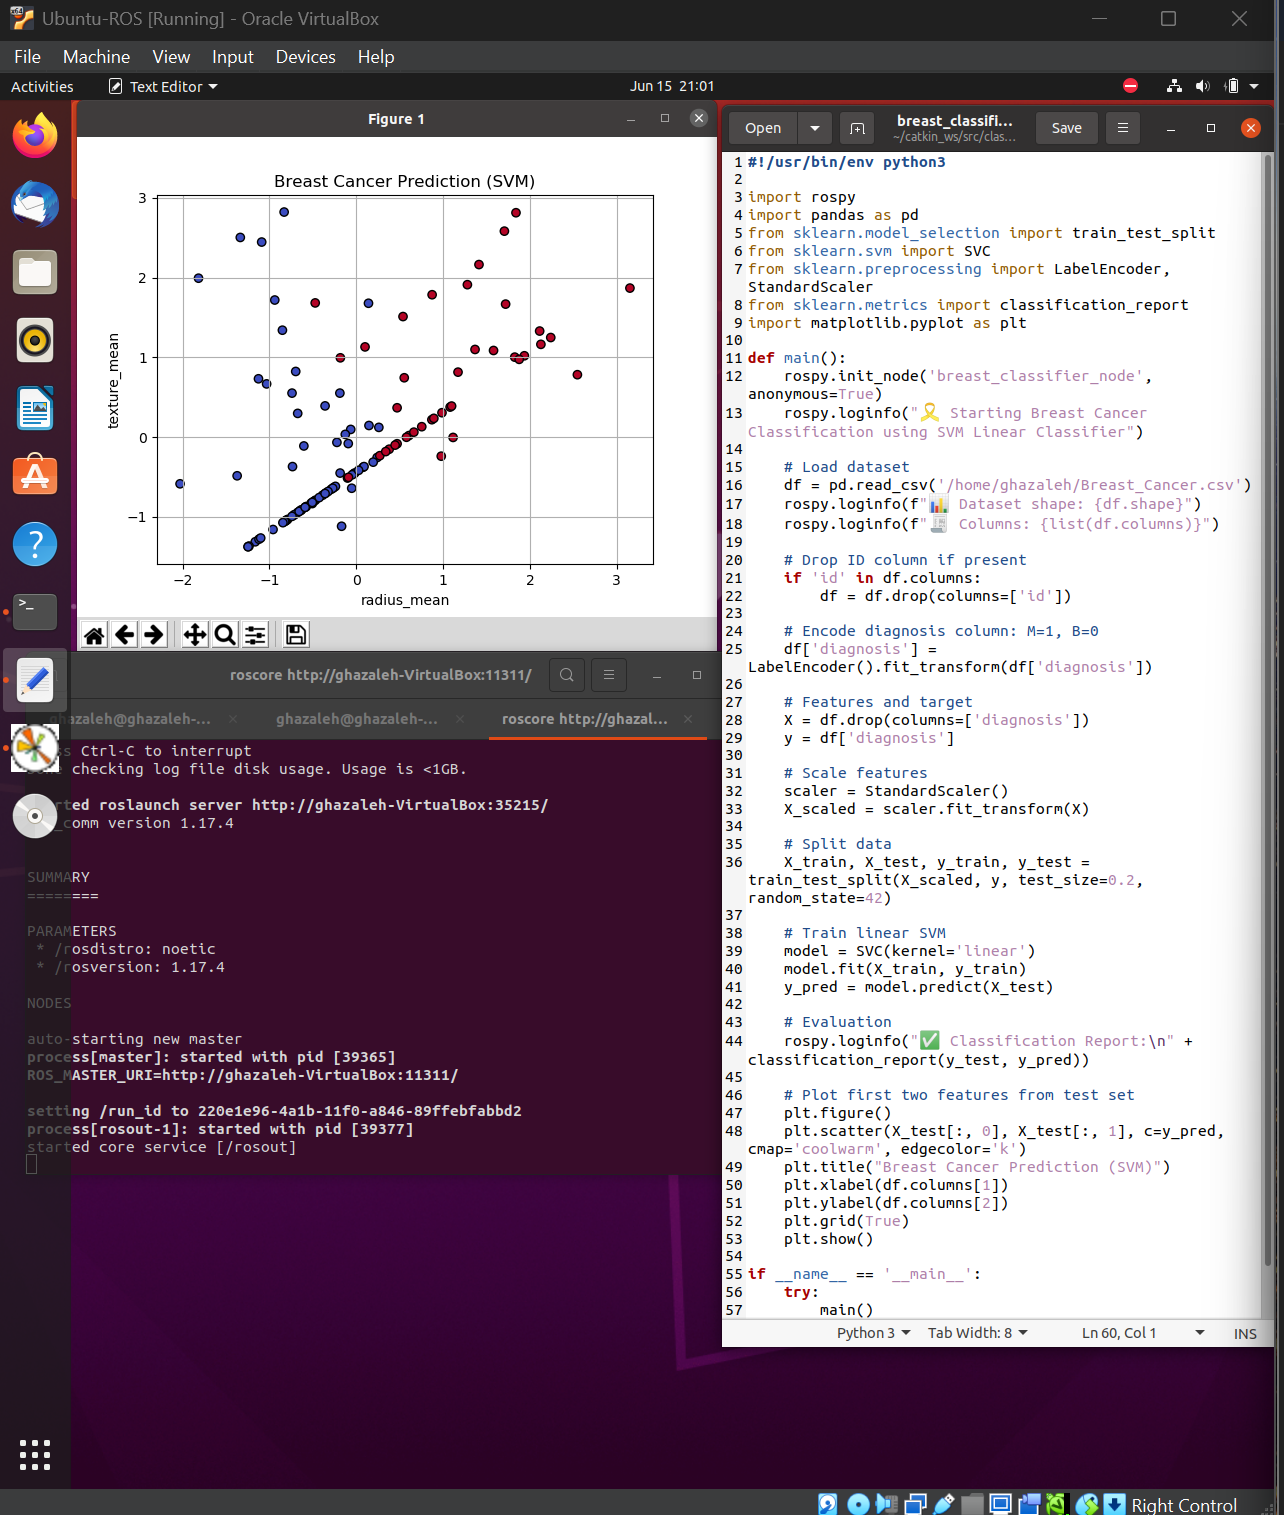 Ubuntu-ROS [Running] - Oracle VirtualBox
File Machine View Input Devices Help
Activities Text Editor Jun 15 21:01
Figure 1
Breast Cancer Prediction (SVM)
3
2
1
0
−1
texture_mean
−2 −1 0 1 2 3
radius_mean
roscore http://ghazaleh-VirtualBox:11311/
ghazaleh@ghazaleh-... × ghazaleh@ghazaleh-... × roscore http://ghazal... ×
Ctrl-C to interrupt
checking log file disk usage. Usage is <1GB.
started roslaunch server http://ghazaleh-VirtualBox:35215/
comm version 1.17.4
SUMMARY
========
PARAMETERS
* /rosdistro: noetic
* /rosversion: 1.17.4
NODES
auto-starting new master
process[master]: started with pid [39365]
ROS_MASTER_URI=http://ghazaleh-VirtualBox:11311/
setting /run_id to 220e1e96-4a1b-11f0-a846-89ffebfabbd2
process[rosout-1]: started with pid [39377]
started core service [/rosout]
Open breast_classifi... Save
~/catkin_ws/src/clas...
1 #!/usr/bin/env python3
2
3 import rospy
4 import pandas as pd
5 from sklearn.model_selection import train_test_split
6 from sklearn.svm import SVC
7 from sklearn.preprocessing import LabelEncoder,
StandardScaler
8 from sklearn.metrics import classification_report
9 import matplotlib.pyplot as plt
10
11 def main():
12     rospy.init_node('breast_classifier_node',
anonymous=True)
13     rospy.loginfo("🎗️ Starting Breast Cancer
Classification using SVM Linear Classifier")
14
15     # Load dataset
16     df = pd.read_csv('/home/ghazaleh/Breast_Cancer.csv')
17     rospy.loginfo(f"📊 Dataset shape: {df.shape}")
18     rospy.loginfo(f"🧾 Columns: {list(df.columns)}")
19
20     # Drop ID column if present
21     if 'id' in df.columns:
22         df = df.drop(columns=['id'])
23
24     # Encode diagnosis column: M=1, B=0
25     df['diagnosis'] =
LabelEncoder().fit_transform(df['diagnosis'])
26
27     # Features and target
28     X = df.drop(columns=['diagnosis'])
29     y = df['diagnosis']
30
31     # Scale features
32     scaler = StandardScaler()
33     X_scaled = scaler.fit_transform(X)
34
35     # Split data
36     X_train, X_test, y_train, y_test =
train_test_split(X_scaled, y, test_size=0.2,
random_state=42)
37
38     # Train linear SVM
39     model = SVC(kernel='linear')
40     model.fit(X_train, y_train)
41     y_pred = model.predict(X_test)
42
43     # Evaluation
44     rospy.loginfo("✅ Classification Report:\n" +
classification_report(y_test, y_pred))
45
46     # Plot first two features from test set
47     plt.figure()
48     plt.scatter(X_test[:, 0], X_test[:, 1], c=y_pred,
cmap='coolwarm', edgecolor='k')
49     plt.title("Breast Cancer Prediction (SVM)")
50     plt.xlabel(df.columns[1])
51     plt.ylabel(df.columns[2])
52     plt.grid(True)
53     plt.show()
54
55 if __name__ == '__main__':
56     try:
57         main()
Python 3 Tab Width: 8 Ln 60, Col 1 INS
Right Control